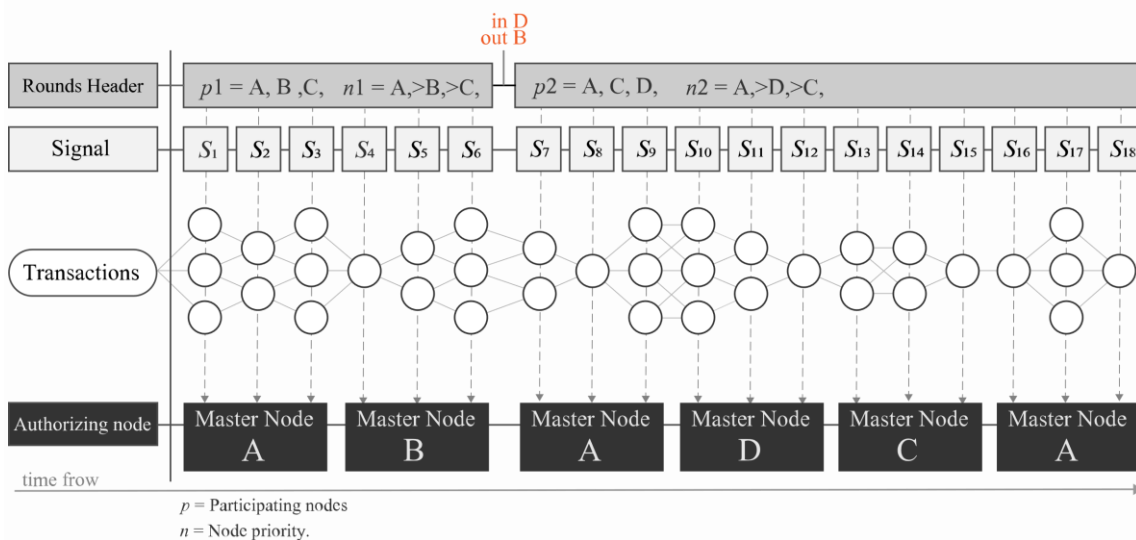 in D
out B
Rounds Header
p1 = A, B ,C, n1 = A,>B,>C,
p2 = A, C, D, n2 = A,>D,>C,
Signal
S1 S2 S3 S4 S5 S6 S7 S8 S9 S10 S11 S12 S13 S14 S15 S16 S17 S18
Transactions
Authorizing node
Master Node
A
Master Node
B
Master Node
A
Master Node
D
Master Node
C
Master Node
A
time frow
p = Participating nodes
n = Node priority.